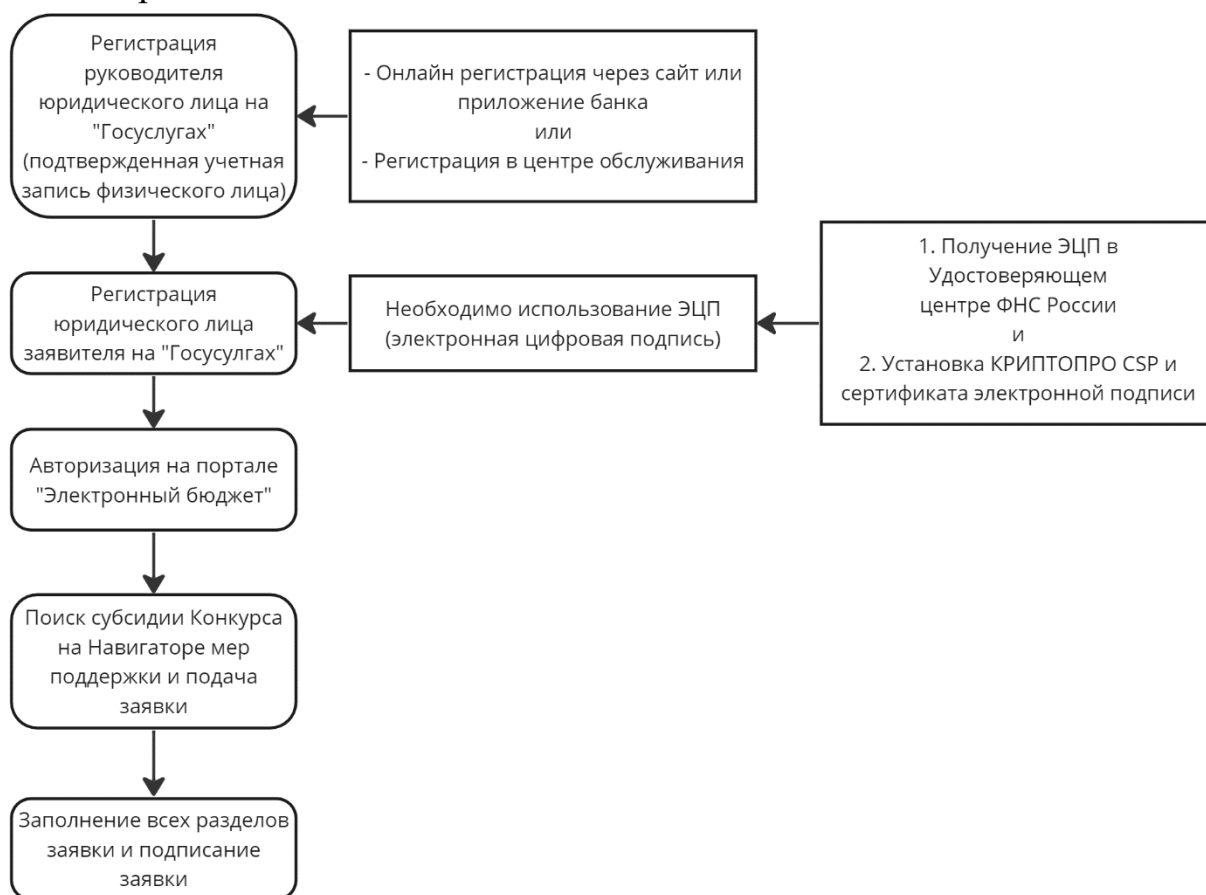 Регистрация
руководителя
юридического лица на
"Госуслугах"
(подтвержденная учетная
запись физического лица)
- Онлайн регистрация через сайт или
приложение банка
или
- Регистрация в центре обслуживания
Регистрация
юридического лица
заявителя на "Госусулгах"
Необходимо использование ЭЦП
(электронная цифровая подпись)
1. Получение ЭЦП в
Удостоверяющем
центре ФНС России
и
2. Установка КРИПТОПРО CSP и
сертификата электронной подписи
Авторизация на портале
"Электронный бюджет"
Поиск субсидии Конкурса
на Навигаторе мер
поддержки и подача
заявки
Заполнение всех разделов
заявки и подписание
заявки